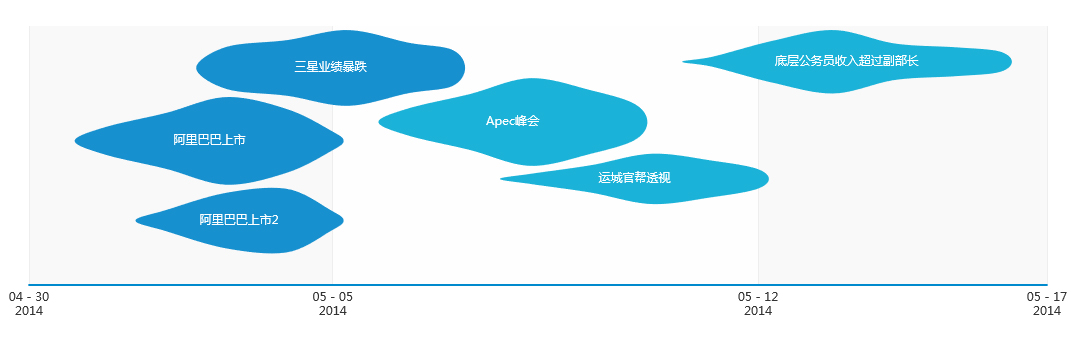 三星业绩暴跌
底层公务员收入超过副部长
Apec峰会
阿里巴巴上市
运城官帮透视
阿里巴巴上市2
04 - 30
2014
05 - 05
2014
05 - 12
2014
05 - 17
2014